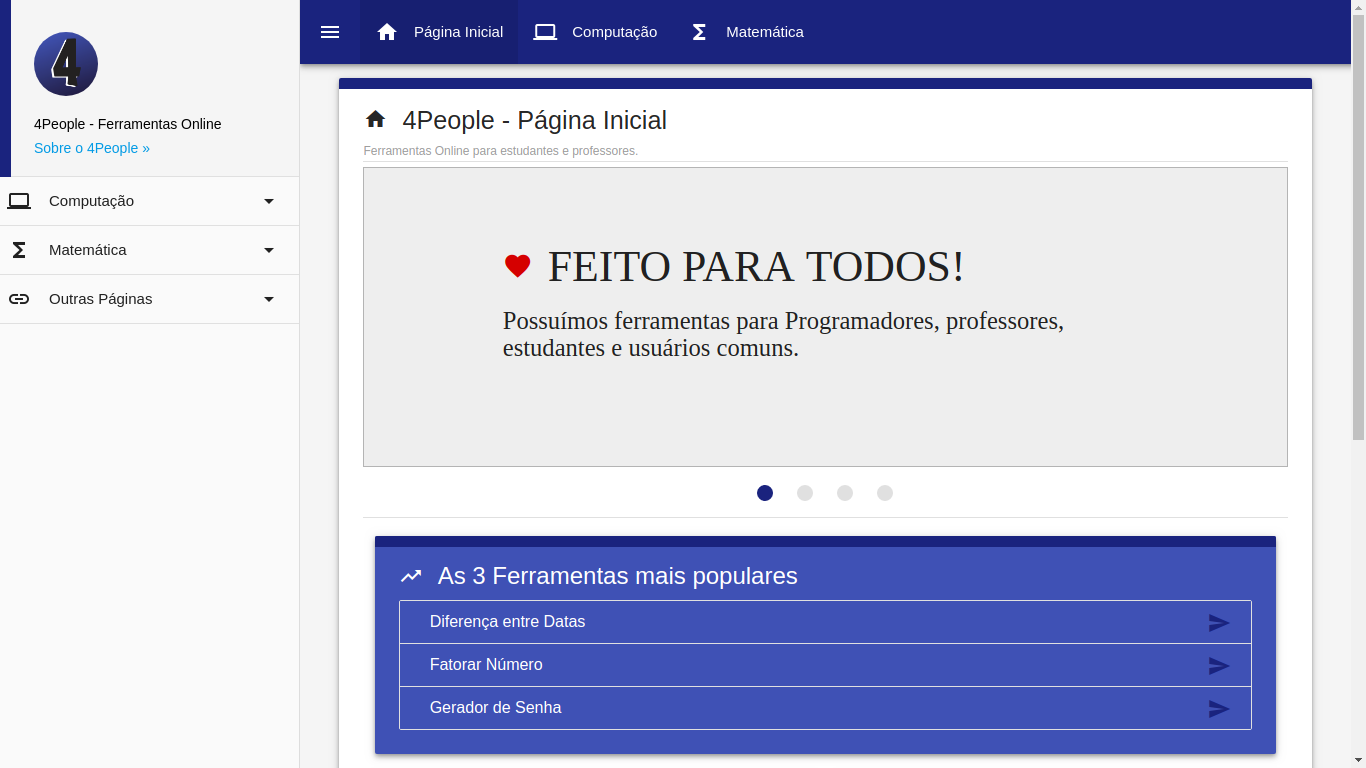 4
4People - Ferramentas Online
Sobre o 4People »
Computação
Matemática
Outras Páginas
Página Inicial
Computação
Matemática
4People - Página Inicial
Ferramentas Online para estudantes e professores.
FEITO PARA TODOS!
Possuímos ferramentas para Programadores, professores,
estudantes e usuários comuns.
As 3 Ferramentas mais populares
Diferença entre Datas
Fatorar Número
Gerador de Senha